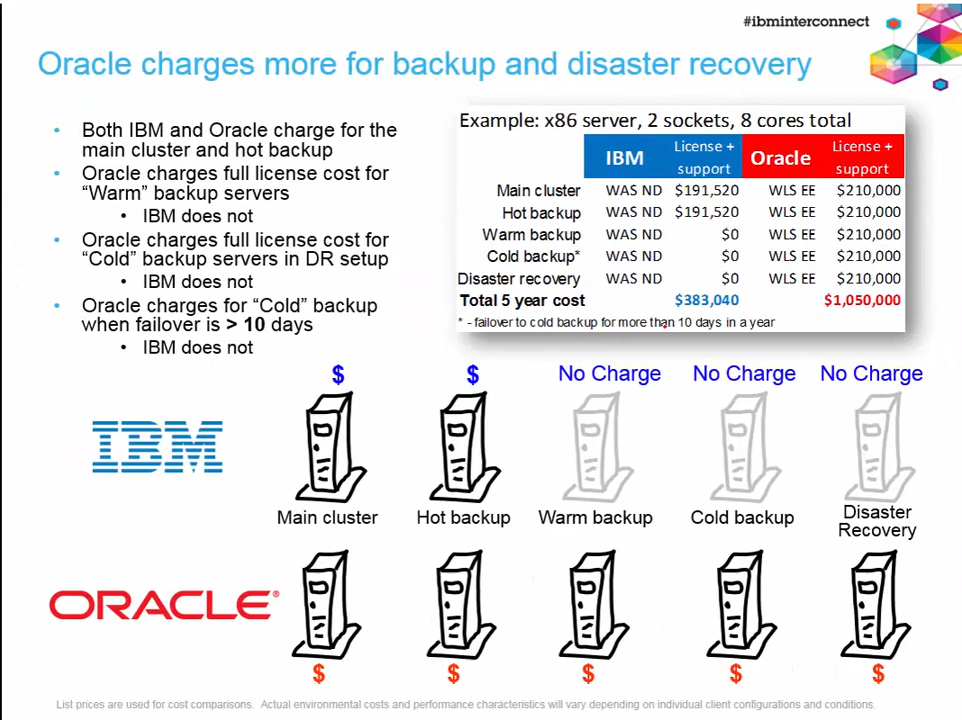 #ibminterconnect
Oracle charges more for backup and disaster recovery
• Both IBM and Oracle charge for the
main cluster and hot backup
• Oracle charges full license cost for
“Warm” backup servers
• IBM does not
• Oracle charges full license cost for
“Cold” backup servers in DR setup
• IBM does not
• Oracle charges for “Cold” backup
when failover is > 10 days
• IBM does not
Example: x86 server, 2 sockets, 8 cores total
IBM License + support Oracle License + support
Main cluster WAS ND $191,520 WLS EE $210,000
Hot backup WAS ND $191,520 WLS EE $210,000
Warm backup WAS ND $0 WLS EE $210,000
Cold backup* WAS ND $0 WLS EE $210,000
Disaster recovery WAS ND $0 WLS EE $210,000
Total 5 year cost $383,040 $1,050,000
* - failover to cold backup for more than 10 days in a year
$ $ No Charge No Charge No Charge
IBM
Main cluster Hot backup Warm backup Cold backup Disaster
Recovery
ORACLE®
$ $ $ $ $
List prices are used for cost comparisons. Actual environmental costs and performance characteristics will vary depending on individual client configurations and conditions.